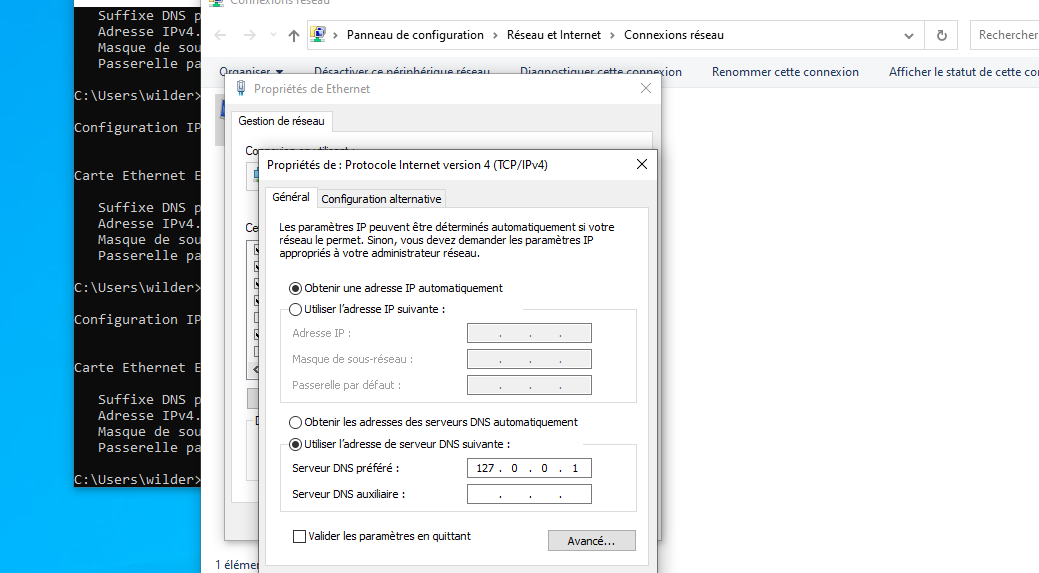 Connexions réseau
Suffixe DNS p
Adresse IPv4.
Masque de sou
Passerelle pa
C:\Users\wilder>
Configuration IP
Carte Ethernet E
Suffixe DNS p
Adresse IPv4.
Masque de sou
Passerelle pa
C:\Users\wilder>
Configuration IP
Carte Ethernet E
Suffixe DNS p
Adresse IPv4.
Masque de sou
Passerelle pa
C:\Users\wilder>
Panneau de configuration > Réseau et Internet > Connexions réseau
Rechercher
Organiser Désactiver ce périphérique réseau Diagnostiquer cette connexion Renommer cette connexion Afficher le statut de cette co
Propriétés de Ethernet
Gestion de réseau
Propriétés de : Protocole Internet version 4 (TCP/IPv4)
Général Configuration alternative
Les paramètres IP peuvent être déterminés automatiquement si votre
réseau le permet. Sinon, vous devez demander les paramètres IP
appropriés à votre administrateur réseau.
Obtenir une adresse IP automatiquement
Utiliser l'adresse IP suivante :
Adresse IP : . . .
Masque de sous-réseau : . . .
Passerelle par défaut : . . .
Obtenir les adresses des serveurs DNS automatiquement
Utiliser l'adresse de serveur DNS suivante :
Serveur DNS préféré : 127 . 0 . 0 . 1
Serveur DNS auxiliaire : . . .
Valider les paramètres en quittant
Avancé...
1 élémen